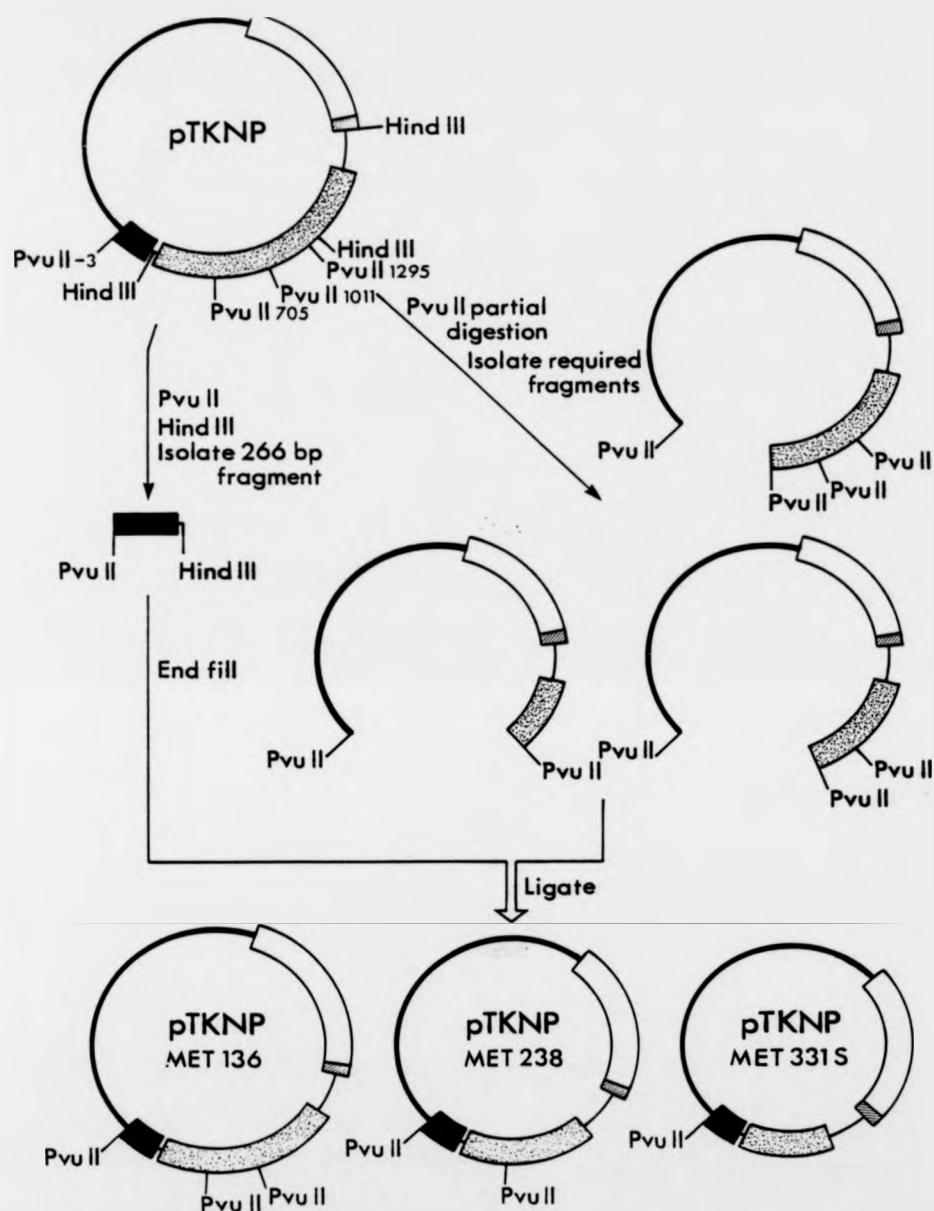 pTKNP
Hind III
Pvu II -3
Hind III
Pvu II 705
Pvu II 1011
Hind III
Pvu II 1295
Pvu II partial
digestion
Isolate required
fragments
Pvu II
Hind III
Isolate 266 bp
fragment
Pvu II
Pvu II
Pvu II
Pvu II
Pvu II
Hind III
End fill
Pvu II
Pvu II
Pvu II
Pvu II
Pvu II
Ligate
pTKNP
MET 136
Pvu II
Pvu II
Pvu II
pTKNP
MET 238
Pvu II
Pvu II
pTKNP
MET 331 S
Pvu II